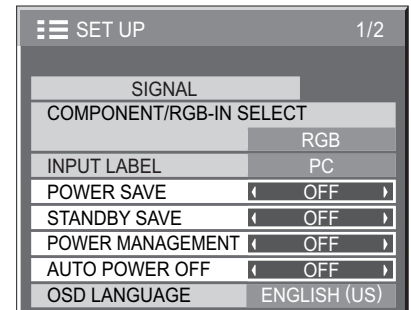 SET UP 1/2
SIGNAL
COMPONENT/RGB-IN SELECT
RGB
INPUT LABEL PC
POWER SAVE OFF
STANDBY SAVE OFF
POWER MANAGEMENT OFF
AUTO POWER OFF OFF
OSD LANGUAGE ENGLISH (US)